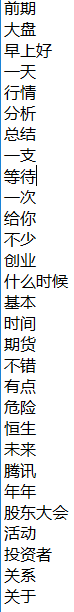 前期
大盘
早上好
一天
行情
分析
总结
一支
等待
一次
给你
不少
创业
什么时候
基本
时间
期货
不错
有点
危险
恒生
未来
腾讯
年年
股东大会
活动
投资者
关系
关于